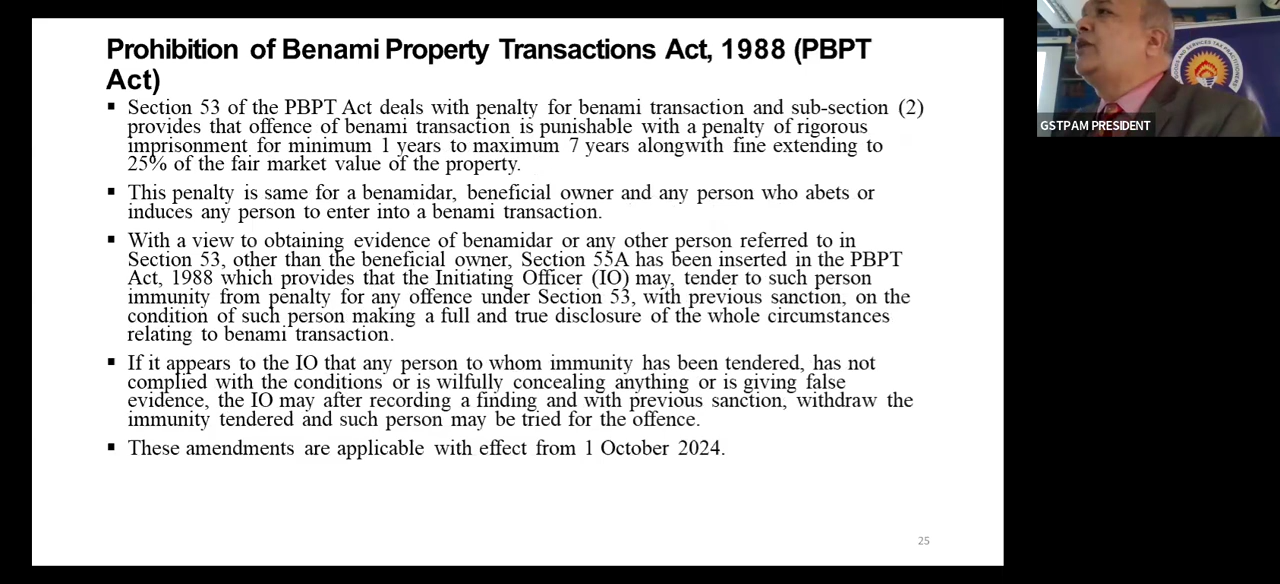 Prohibition of Benami Property Transactions Act, 1988 (PBPT
Act)
▪ Section 53 of the PBPT Act deals with penalty for benami transaction and sub-section (2)
provides that offence of benami transaction is punishable with a penalty of rigorous
imprisonment for minimum 1 years to maximum 7 years alongwith fine extending to
25% of the fair market value of the property.
▪ This penalty is same for a benamidar, beneficial owner and any person who abets or
induces any person to enter into a benami transaction.
▪ With a view to obtaining evidence of benamidar or any other person referred to in
Section 53, other than the beneficial owner, Section 55A has been inserted in the PBPT
Act, 1988 which provides that the Initiating Officer (IO) may, tender to such person
immunity from penalty for any offence under Section 53, with previous sanction, on the
condition of such person making a full and true disclosure of the whole circumstances
relating to benami transaction.
▪ If it appears to the IO that any person to whom immunity has been tendered, has not
complied with the conditions or is wilfully concealing anything or is giving false
evidence, the IO may after recording a finding and with previous sanction, withdraw the
immunity tendered and such person may be tried for the offence.
▪ These amendments are applicable with effect from 1 October 2024.
25
GSTPAM PRESIDENT